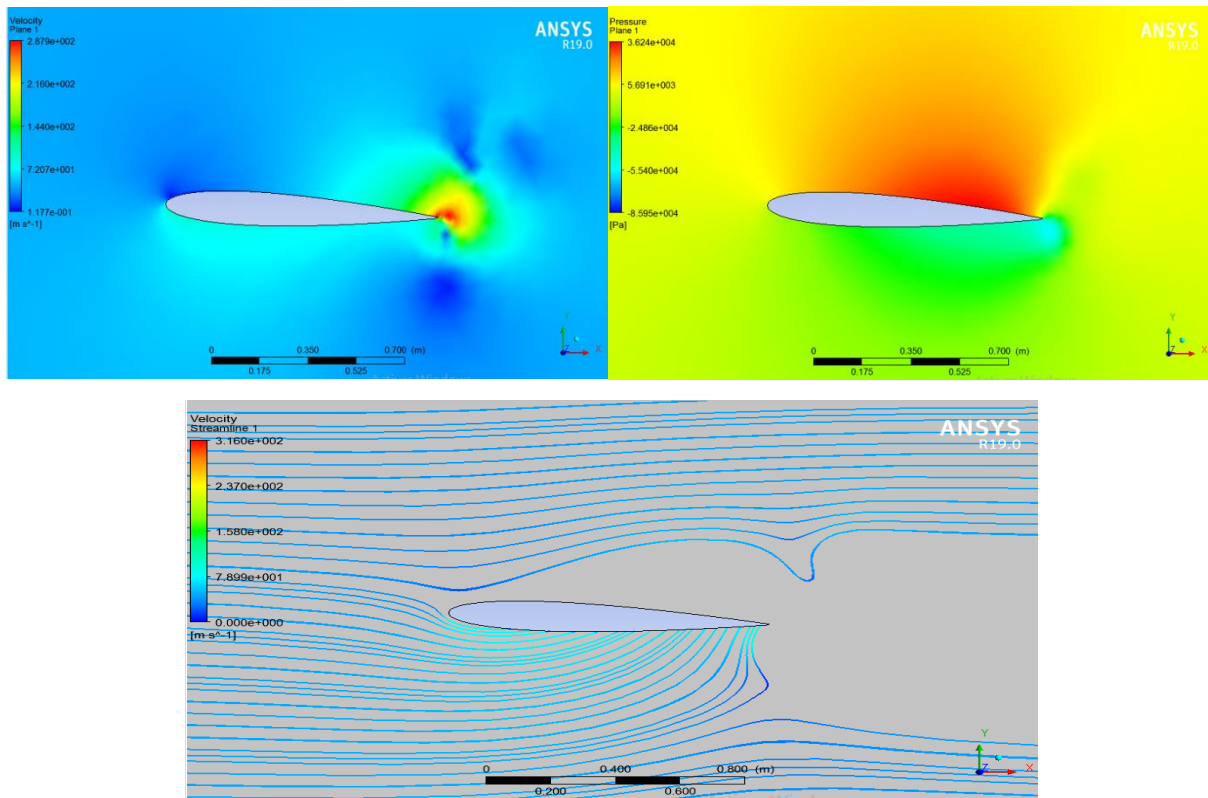 Velocity
Plane 1
2.879e+002
2.160e+002
1.440e+002
7.207e+001
1.177e-001
[m s^-1]
ANSYS
R19.0
0 0.350 0.700 (m)
0.175 0.525
Y
Z X
Pressure
Plane 1
3.624e+004
5.691e+003
-2.486e+004
-5.540e+004
-8.595e+004
[Pa]
ANSYS
R19.0
0 0.350 0.700 (m)
0.175 0.525
Y
Z X
Velocity
Streamline 1
3.160e+002
2.370e+002
1.580e+002
7.899e+001
0.000e+000
[m s^-1]
ANSYS
R19.0
0 0.400 0.800 (m)
0.200 0.600
Y
Z X